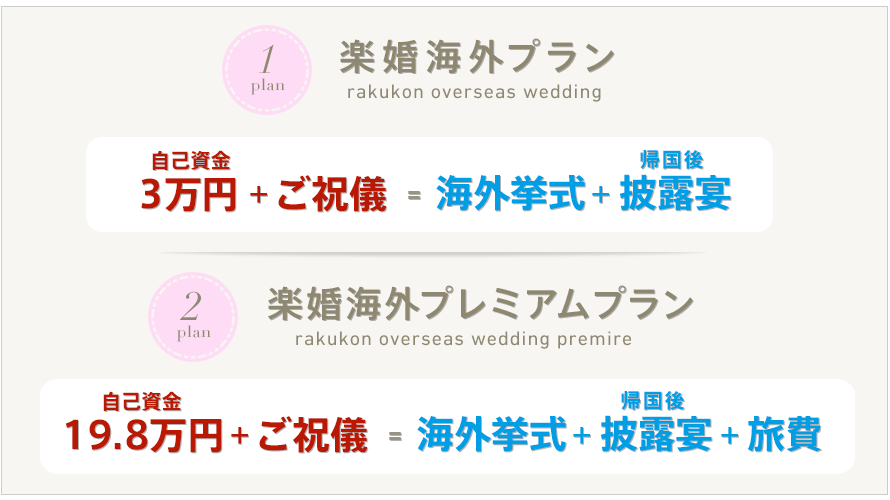 1
plan
楽婚海外プラン
rakukon overseas wedding
自己資金
帰国後
3万円+ご祝儀 = 海外挙式+披露宴
2
plan
楽婚海外プレミアムプラン
rakukon overseas wedding premire
自己資金
帰国後
19.8万円+ご祝儀 = 海外挙式+披露宴+旅費